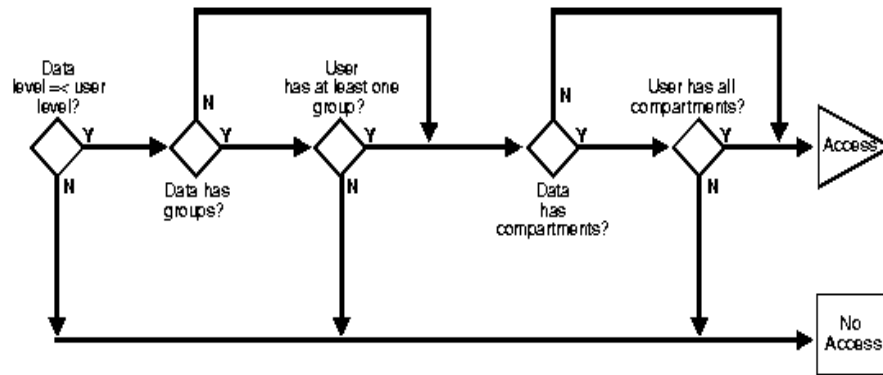 Data
level =< user
level?
N
User
has at least one
group?
N
User has all
compartments?
Y
Y
Y
Y
Y
Access
N
Data has
groups?
N
Data
has
compartments?
N
No
Access